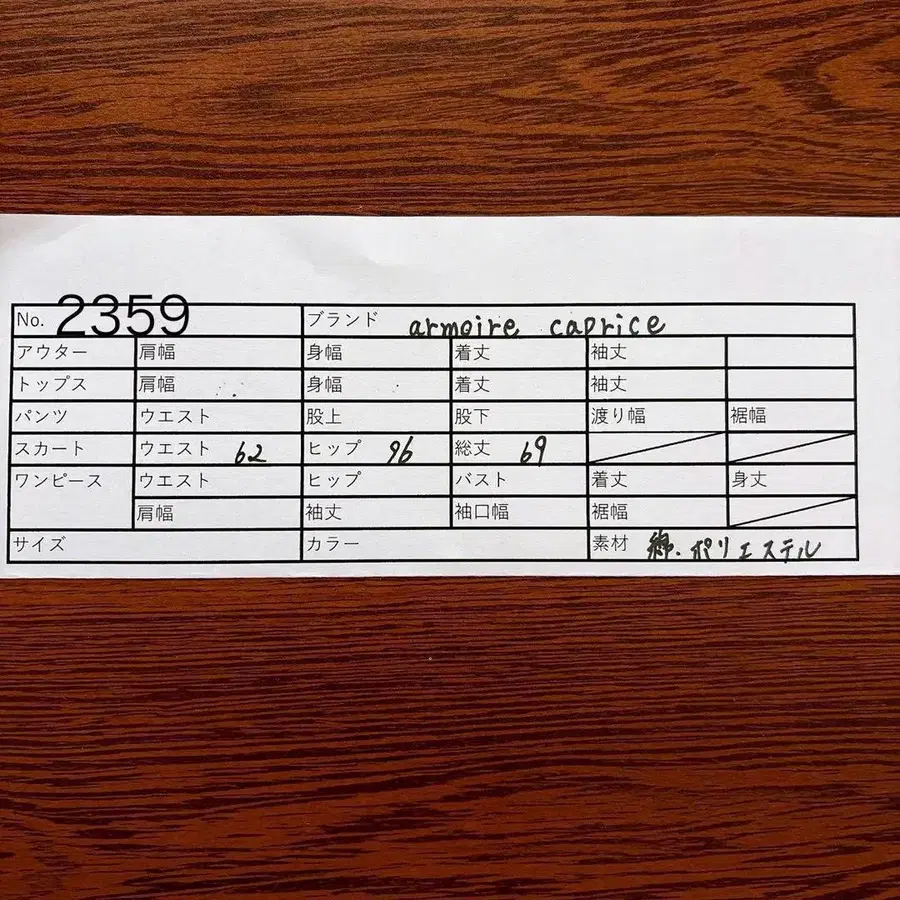 No. 2359 ブランド armoire caprice
アウター 肩幅 身幅 着丈 袖丈
トップス 肩幅 身幅 着丈 袖丈
パンツ ウエスト 股上 股下 渡り幅 裾幅
スカート ウエスト 62 ヒップ 96 総丈 69
ワンピース ウエスト ヒップ バスト 着丈 身丈
肩幅 袖丈 袖口幅 裾幅
サイズ カラー 素材 綿.ポリエステル